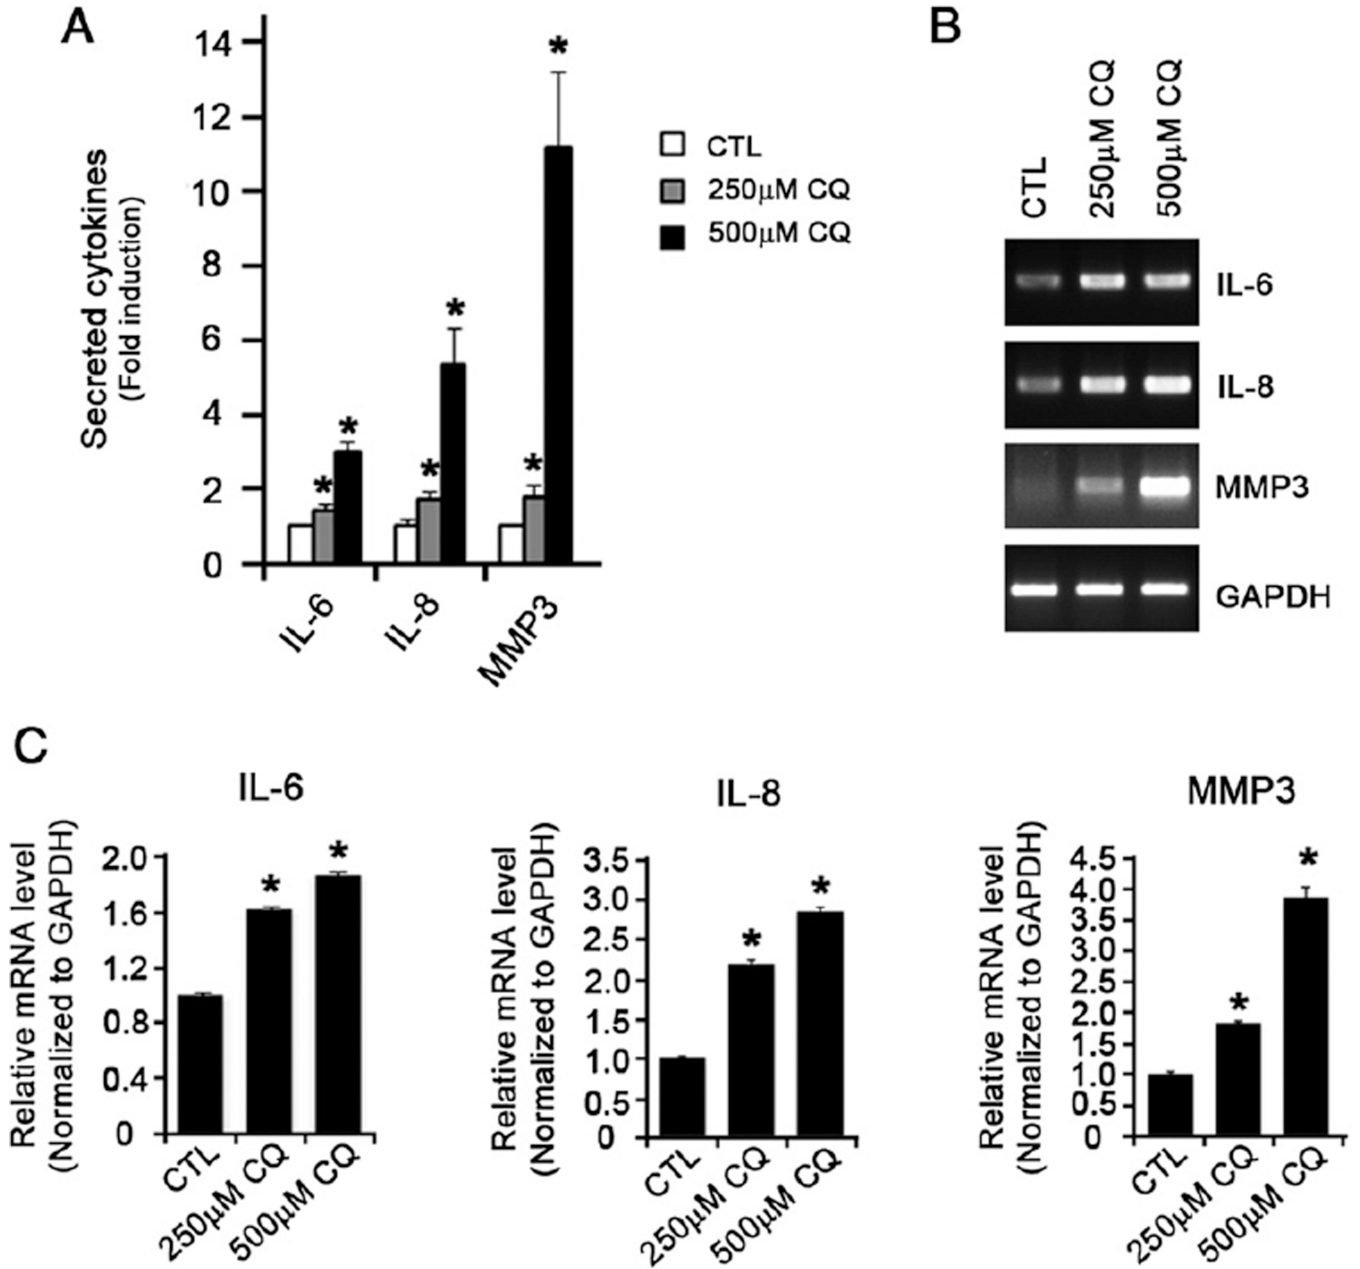 A
14
12
10
8
6
4
2
0
Secreted cytokines
(Fold induction)
*
*
*
*
*
*
IL-6
IL-8
MMP3
CTL
250μM CQ
500μM CQ
B
CTL
250μM CQ
500μM CQ
IL-6
IL-8
MMP3
GAPDH
C
IL-6
Relative mRNA level
(Normalized to GAPDH)
2.0
1.6
1.2
0.8
0.4
0
*
*
CTL
250μM CQ
500μM CQ
IL-8
Relative mRNA level
(Normalized to GAPDH)
3.5
3.0
2.5
2.0
1.5
1.0
0.5
0
*
*
CTL
250μM CQ
500μM CQ
MMP3
Relative mRNA level
(Normalized to GAPDH)
4.5
4.0
3.5
3.0
2.5
2.0
1.5
1.0
0.5
0
*
*
CTL
250μM CQ
500μM CQ